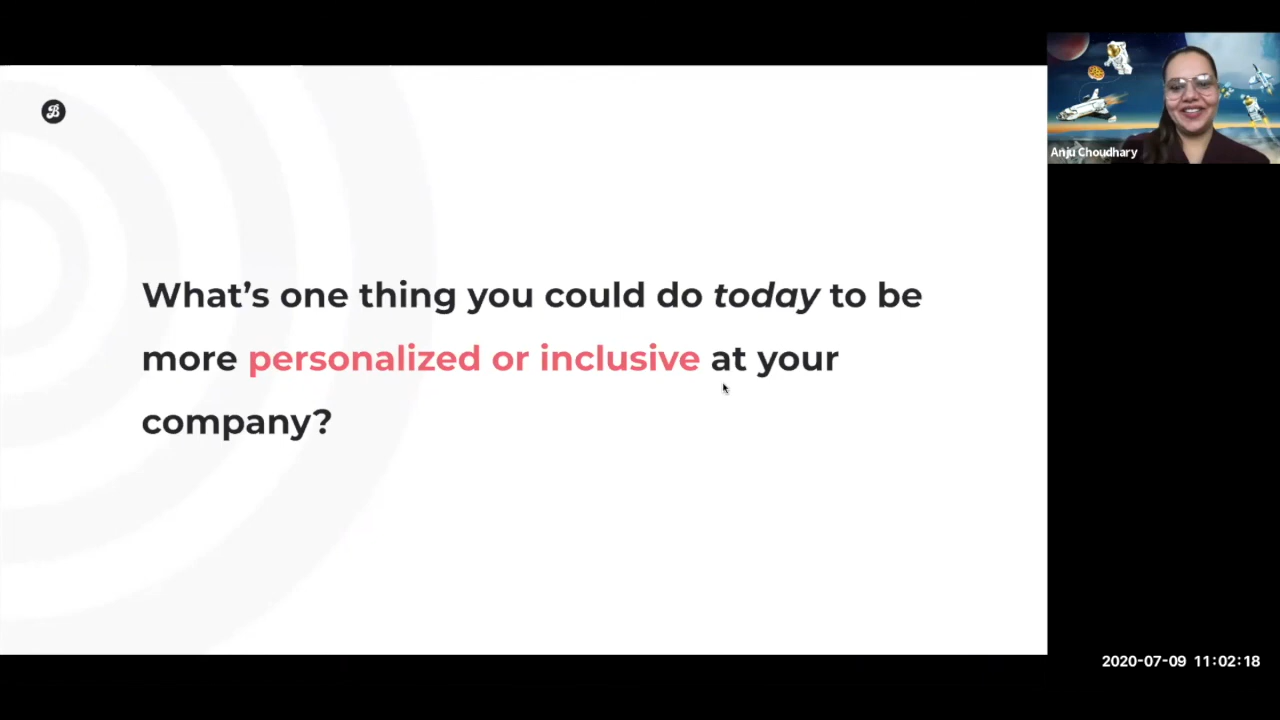 B
What’s one thing you could do today to be
more personalized or inclusive at your
company?
Anju Choudhary
2020-07-09 11:02:18